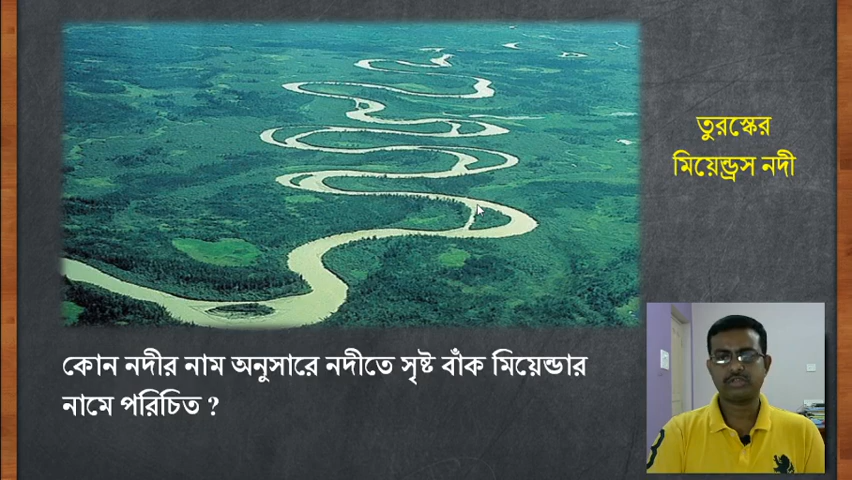 তুরস্কের
মিয়েন্ড্রস নদী
কোন নদীর নাম অনুসারে নদীতে সৃষ্ট বাঁক মিয়েন্ডার
নামে পরিচিত ?